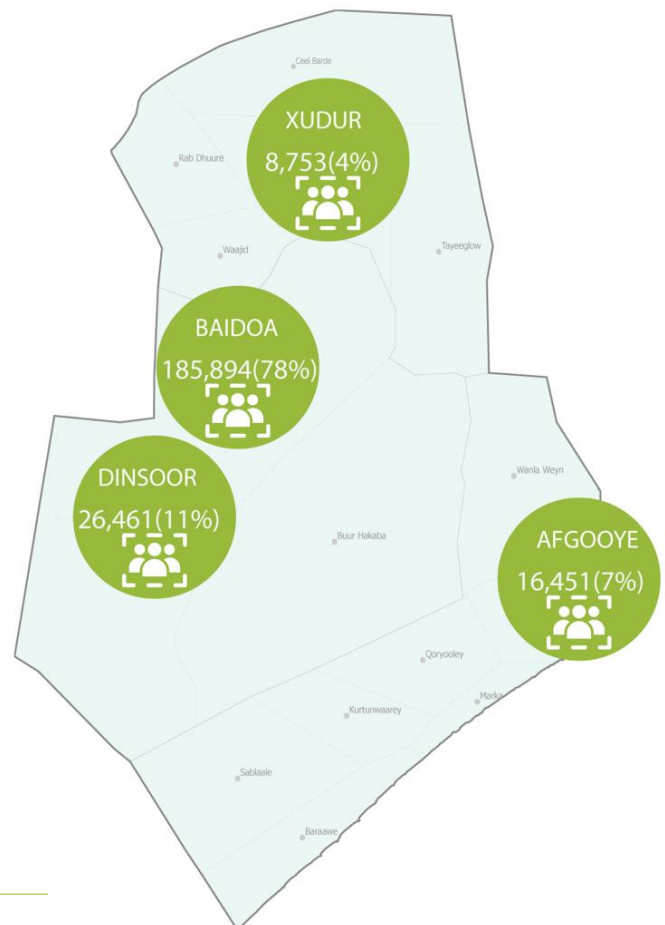 Ceel Barde
XUDUR
8,753(4%)
Rab Dhuure
Waajid
Tayeeglow
BAIDOA
185,894(78%)
DINSOOR
26,461(11%)
Wanla Weyn
Buur Hakaba
AFGOOYE
16,451(7%)
Qoryooley
Marka
Kurtunwaarey
Sablaale
Baraawe